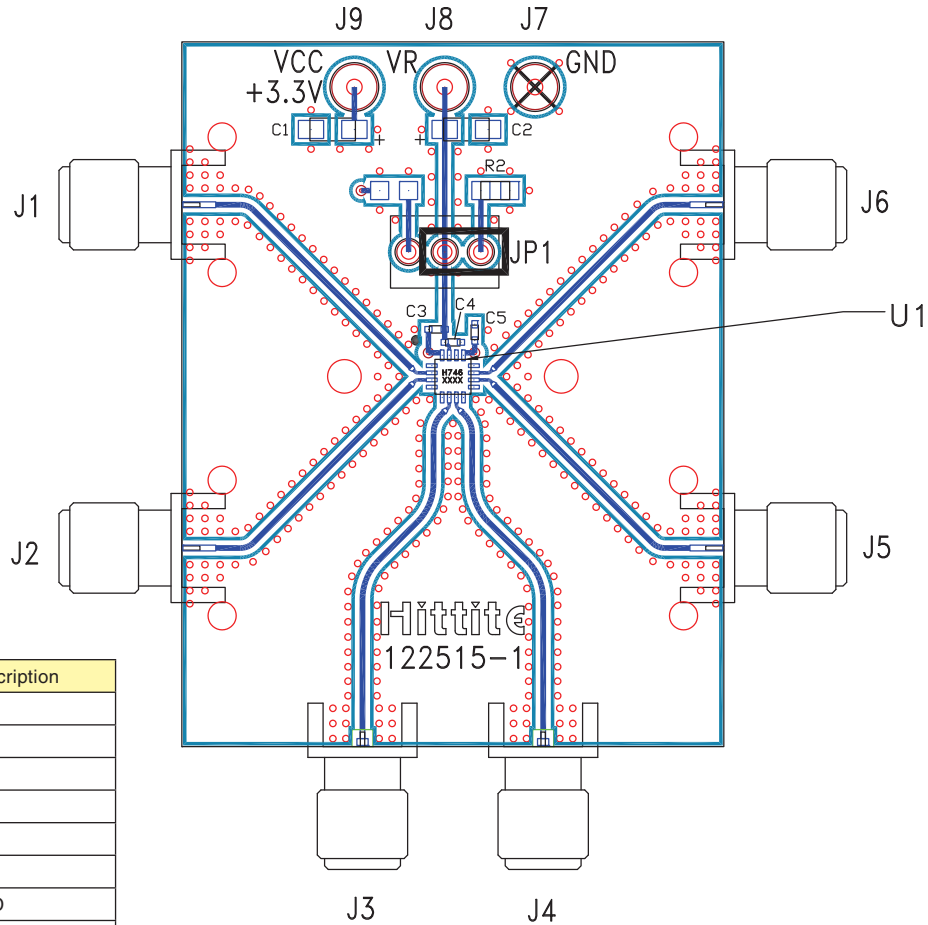 J9 J8 J7
VCC VR GND
+3.3V
C1 + + C2
R2
J1 J6
JP1
C3 C4 C5
U1
H746
XXXX
J2 J5
Hittite
122515-1
J3 J4